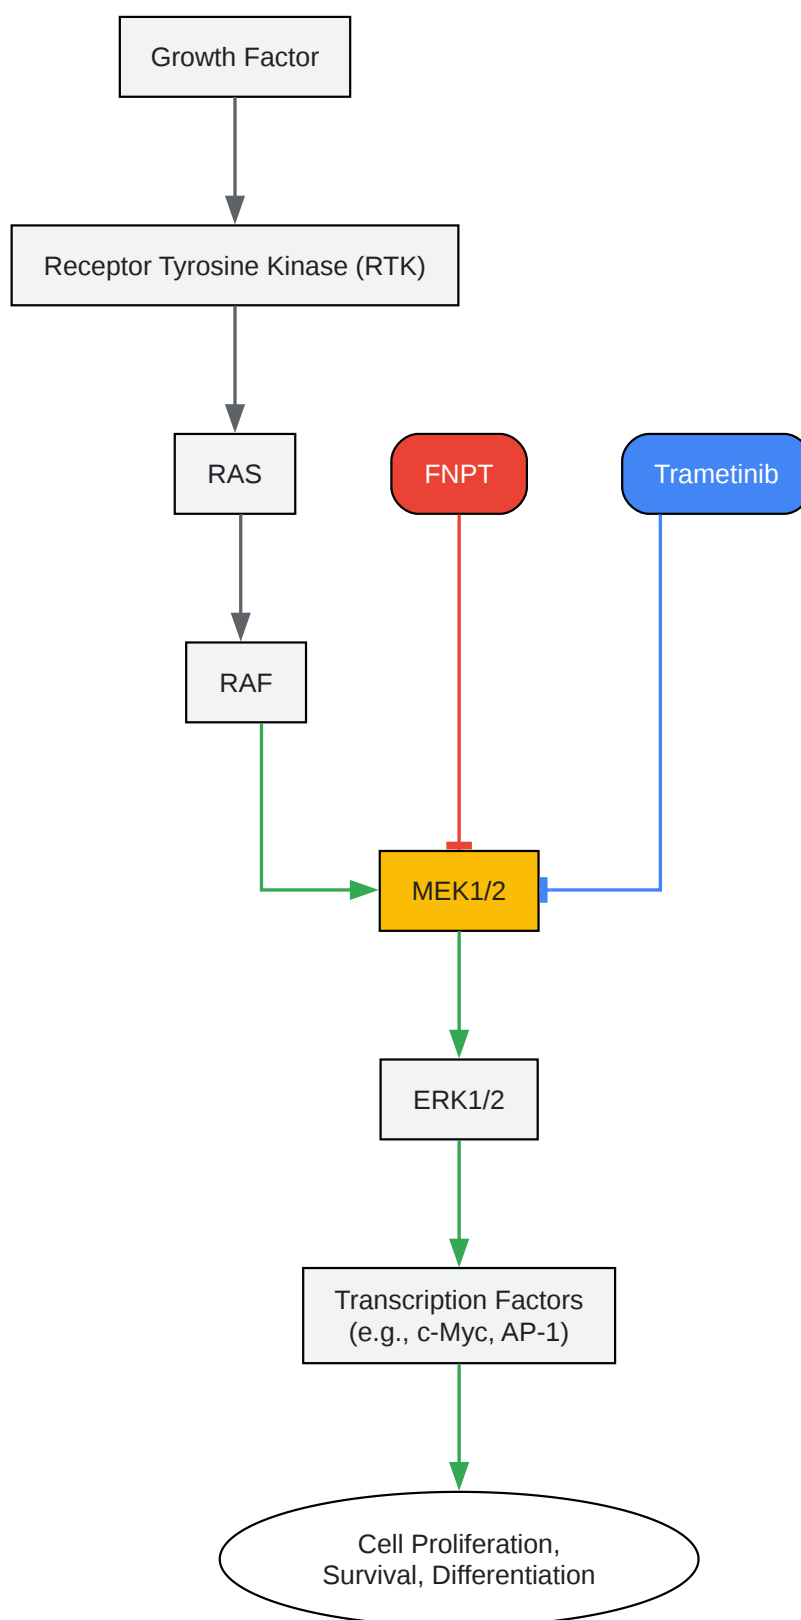 Growth Factor
Receptor Tyrosine Kinase (RTK)
RAS
FNPT
Trametinib
RAF
MEK1/2
ERK1/2
Transcription Factors
(e.g., c-Myc, AP-1)
Cell Proliferation,
Survival, Differentiation